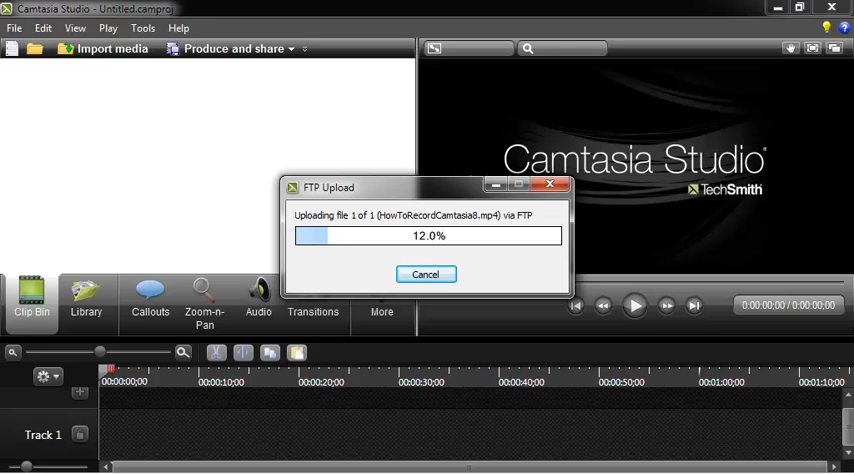 Camtasia Studio - Untitled.camproj
File Edit View Play Tools Help
Import media Produce and share
Camtasia Studio®
TechSmith
FTP Upload
Uploading file 1 of 1 (HowToRecordCamtasia8.mp4) via FTP
12.0%
Cancel
Clip Bin Library Callouts Zoom-n-Pan Audio Transitions More
0:00:00;00 / 0:00:00;00
00:00:00;00 00:00:10;00 00:00:20;00 00:00:30;00 00:00:40;00 00:00:50;00 00:01:00;00 00:01:10;00
Track 1